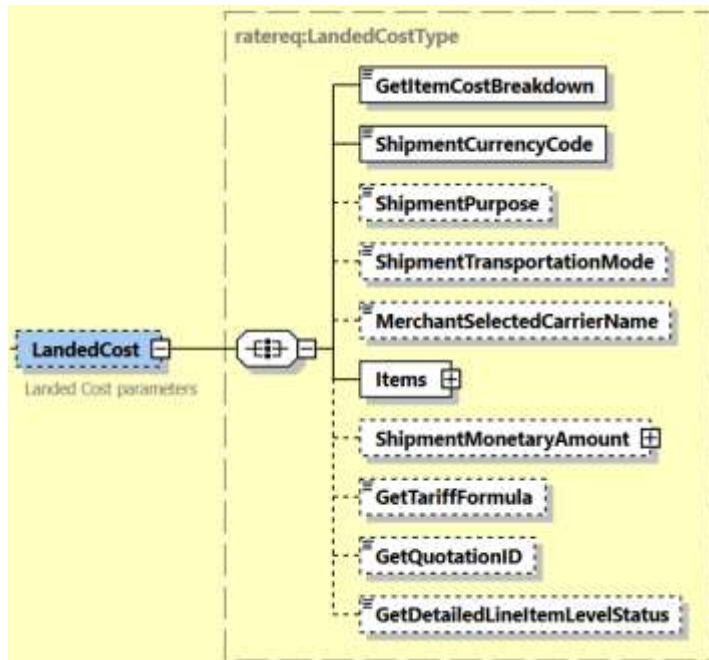 ratereq:LandedCostType
GetItemCostBreakdown
ShipmentCurrencyCode
ShipmentPurpose
ShipmentTransportationMode
MerchantSelectedCarrierName
LandedCost
Landed Cost parameters
Items
ShipmentMonetaryAmount
GetTariffFormula
GetQuotationID
GetDetailedLineItemLevelStatus